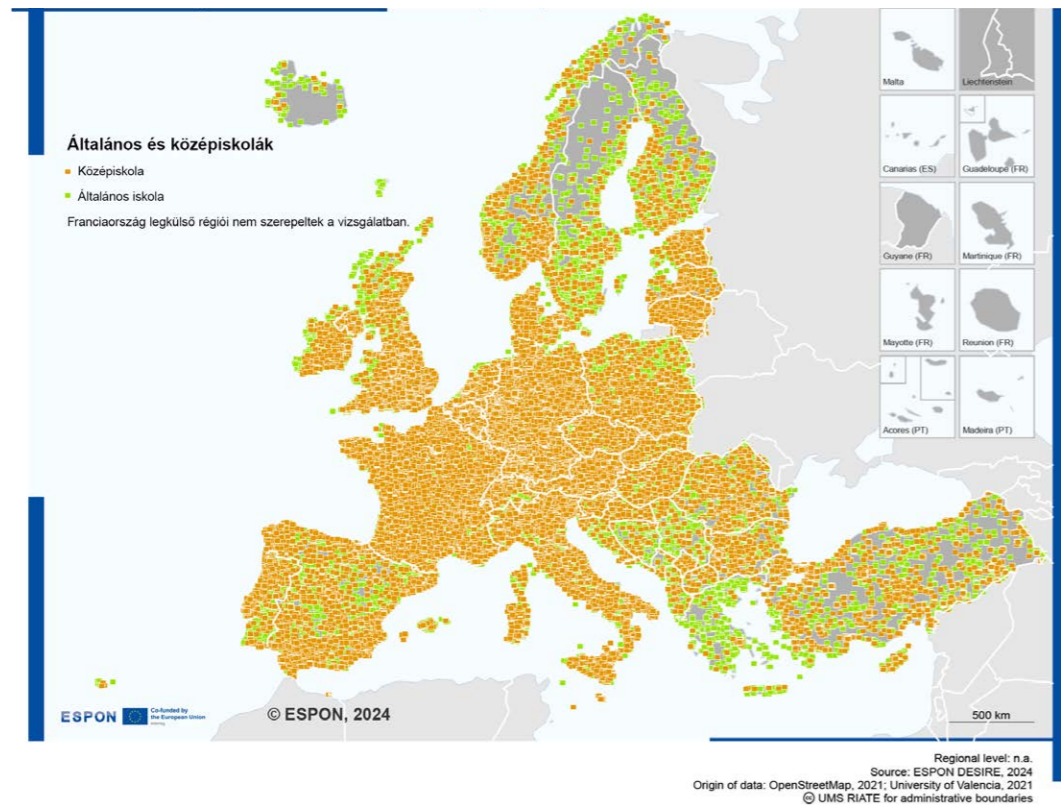 Általános és középiskolák
Középiskola
Általános iskola
Franciaország legkülső régiói nem szerepeltek a vizsgálatban.
Malta
Liechtenstein
Canarias (ES)
Guadeloupe (FR)
Guyane (FR)
Martinique (FR)
Mayotte (FR)
Reunion (FR)
Acores (PT)
Madeira (PT)
ESPON
Co-funded by
the European Union
Interreg
© ESPON, 2024
500 km
Regional level: n.a.
Source: ESPON DESIRE, 2024
Origin of data: OpenStreetMap, 2021; University of Valencia, 2021
UMS RIATE for administrative boundaries